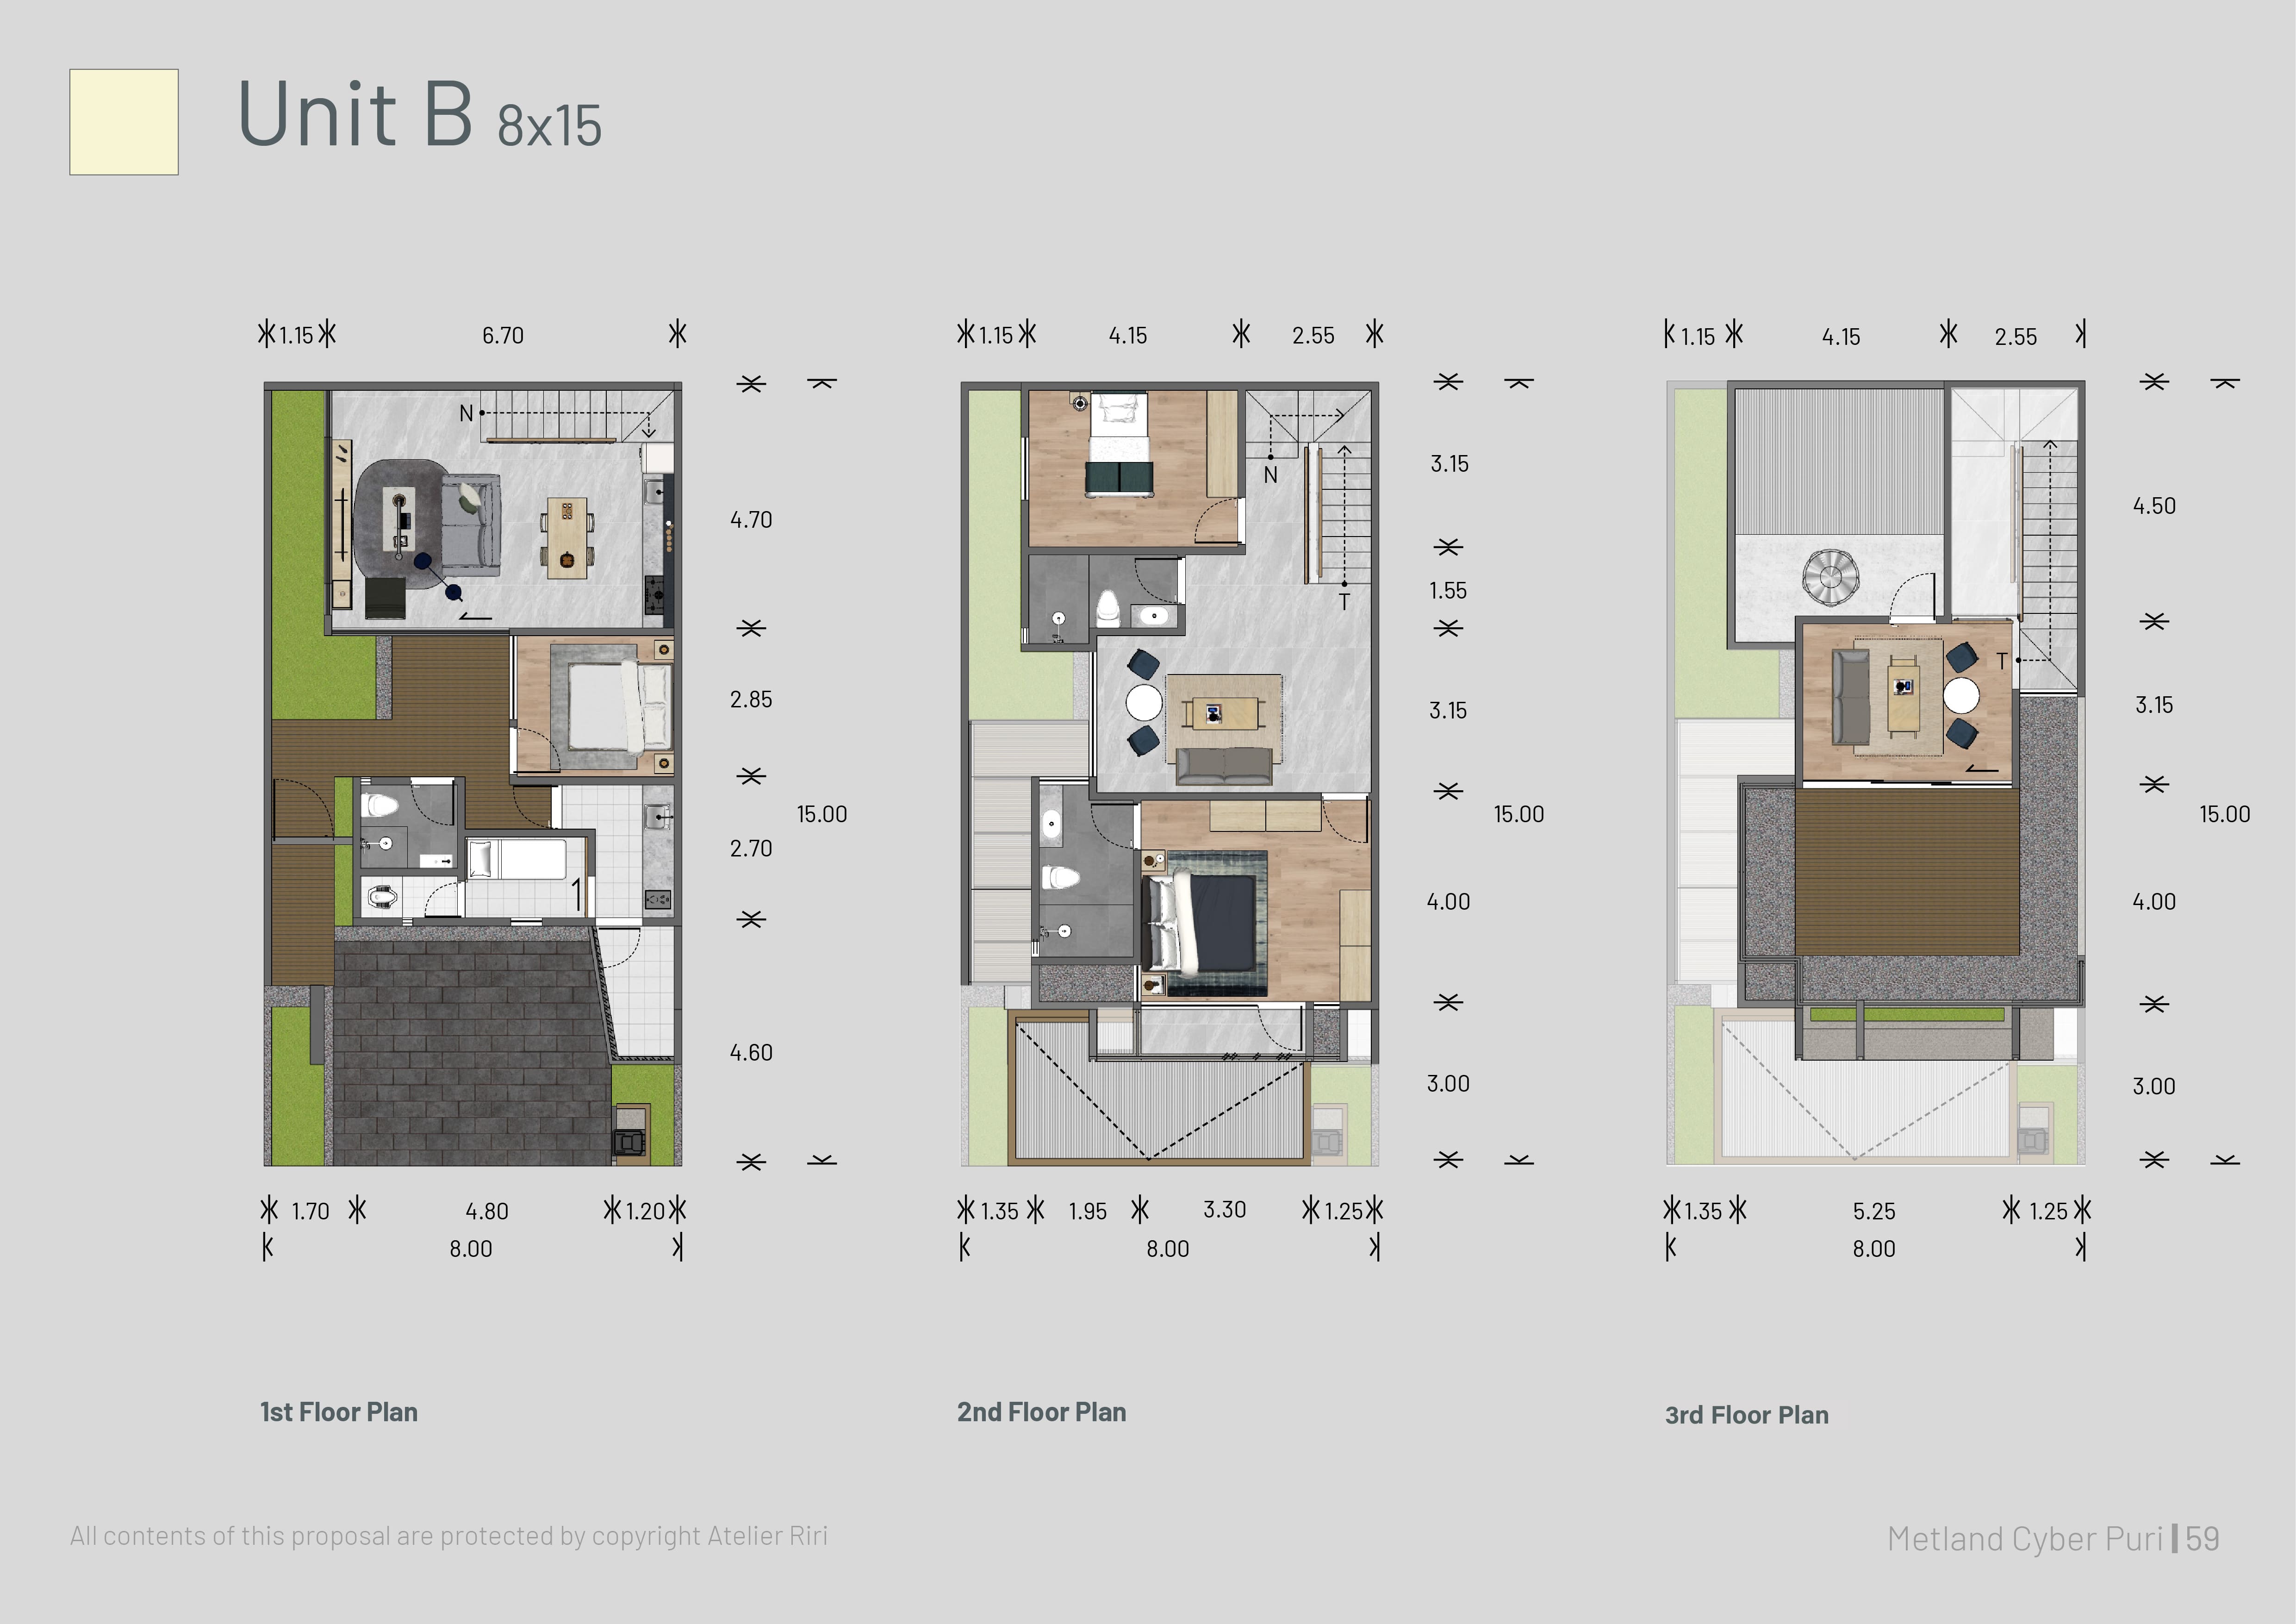 Unit B 8x15
1.15 6.70
1.15 4.15 2.55
1.15 4.15 2.55
N
4.70
2.85
2.70
4.60
15.00
1.70 4.80 1.20
8.00
N
T
3.15
1.55
3.15
4.00
3.00
15.00
1.35 1.95 3.30 1.25
8.00
T
4.50
3.15
4.00
3.00
15.00
1.35 5.25 1.25
8.00
1st Floor Plan
2nd Floor Plan
3rd Floor Plan
All contents of this proposal are protected by copyright Atelier Riri
Metland Cyber Puri | 59